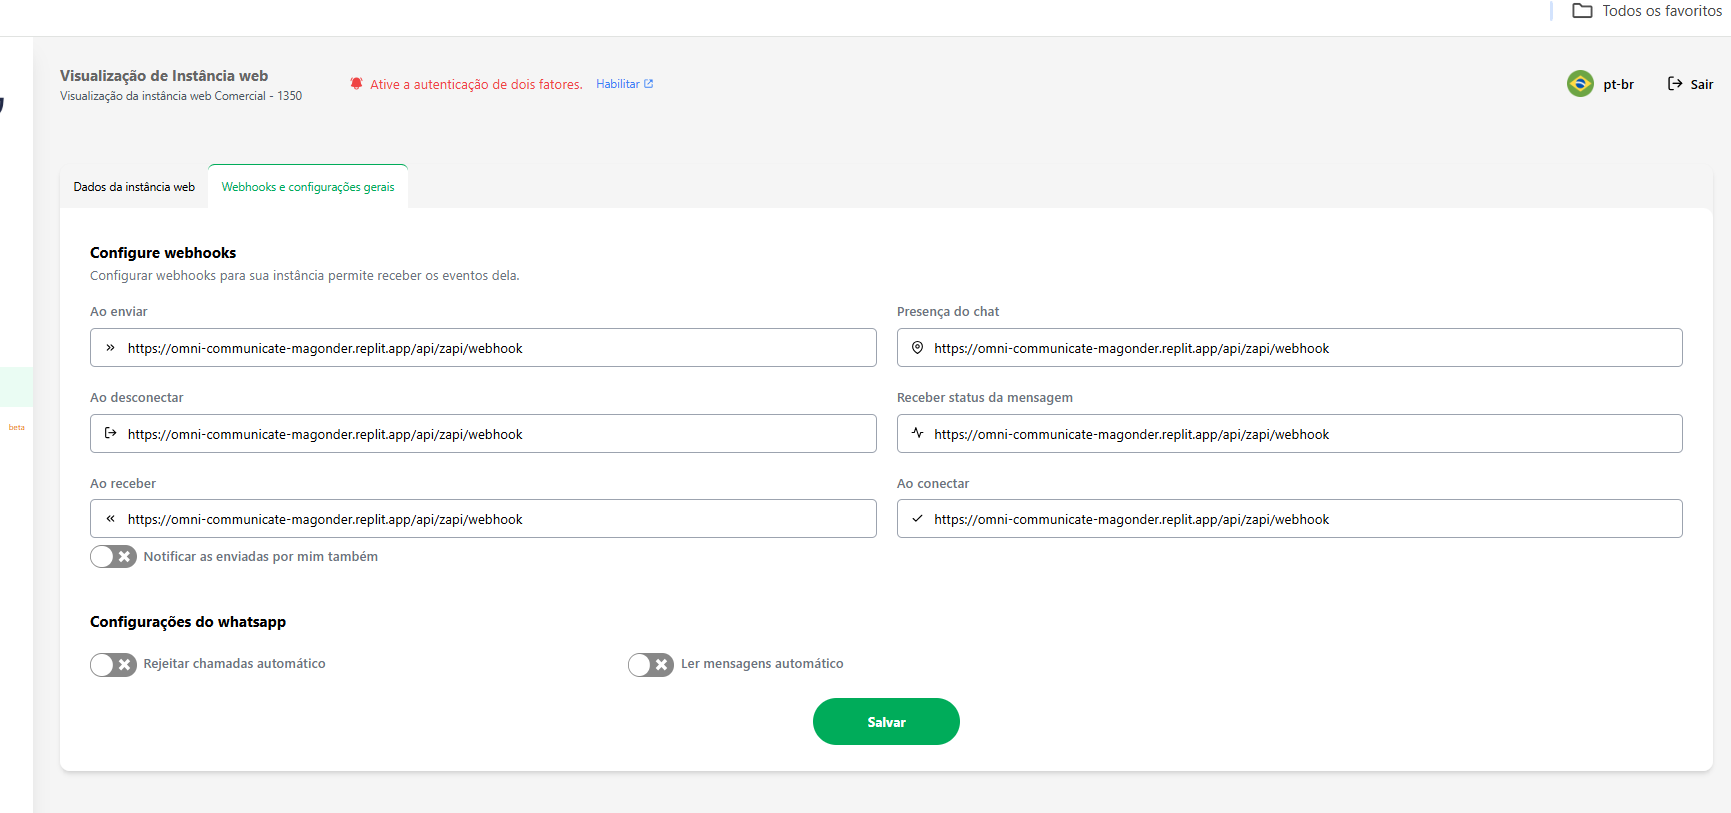 Todos os favoritos
Visualização de Instância web
Visualização da instância web Comercial - 1350
Ative a autenticação de dois fatores. Habilitar
pt-br
Sair
Dados da instância web
Webhooks e configurações gerais
Configure webhooks
Configurar webhooks para sua instância permite receber os eventos dela.
Ao enviar
https://omni-communicate-magonder.replit.app/api/zapi/webhook
Presença do chat
https://omni-communicate-magonder.replit.app/api/zapi/webhook
Ao desconectar
https://omni-communicate-magonder.replit.app/api/zapi/webhook
Receber status da mensagem
https://omni-communicate-magonder.replit.app/api/zapi/webhook
Ao receber
https://omni-communicate-magonder.replit.app/api/zapi/webhook
Ao conectar
https://omni-communicate-magonder.replit.app/api/zapi/webhook
Notificar as enviadas por mim também
Configurações do whatsapp
Rejeitar chamadas automático
Ler mensagens automático
Salvar
beta